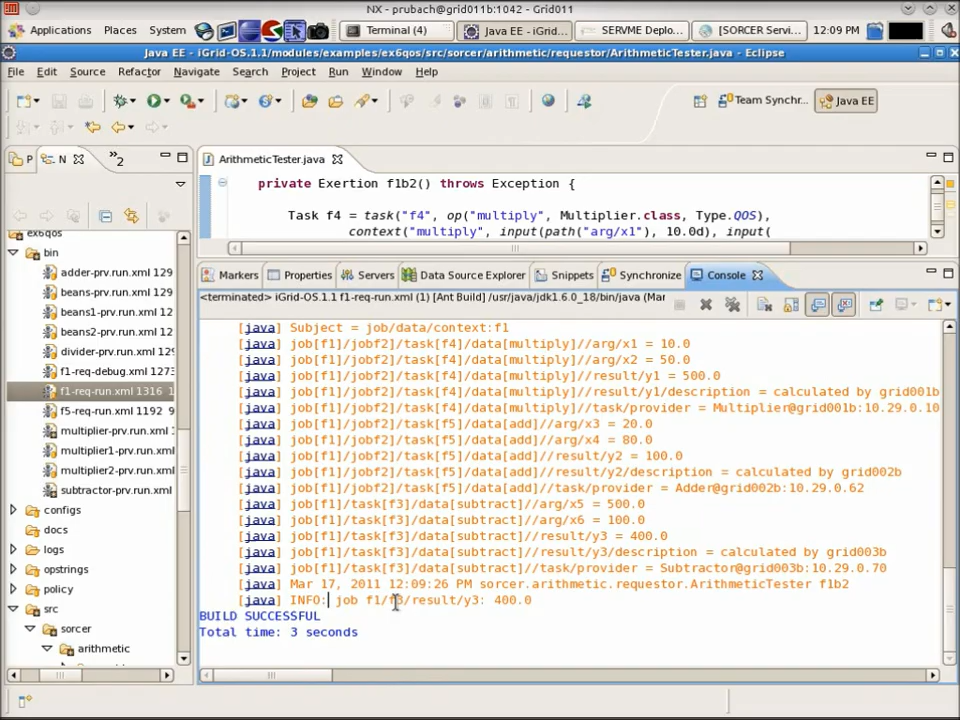 NX - prubach@grid011b:1042 - Grid011
Applications Places System Terminal (4) Java EE - iGrid... SERVME Deplo... [SORCER Servi... 12:09 PM
Java EE - iGrid-OS.1.1/modules/examples/ex6qos/src/sorcer/arithmetic/requestor/ArithmeticTester.java - Eclipse
File Edit Source Refactor Navigate Search Project Run Window Help
Team Synchr... Java EE
P N »2 ArithmeticTester.java
private Exertion f1b2() throws Exception {
Task f4 = task("f4", op("multiply", Multiplier.class, Type.QOS),
context("multiply", input(path("arg/x1"), 10.0d), input(
ex6qos
bin
adder-prv.run.xml 129
beans-prv.run.xml 129
beans1-prv.run.xml 12
beans2-prv.run.xml 12
divider-prv.run.xml 129
f1-req-debug.xml 1273
f1-req-run.xml 1316 1
f5-req-run.xml 1192 9
multiplier-prv.run.xml 1
multiplier1-prv.run.xml
multiplier2-prv.run.xml
subtractor-prv.run.xml
configs
docs
logs
opstrings
policy
src
sorcer
arithmetic
Markers Properties Servers Data Source Explorer Snippets Synchronize Console
<terminated> iGrid-OS.1.1 f1-req-run.xml (1) [Ant Build] /usr/java/jdk1.6.0_18/bin/java (Mar
[java] Subject = job/data/context:f1
[java] job[f1]/jobf2]/task[f4]/data[multiply]//arg/x1 = 10.0
[java] job[f1]/jobf2]/task[f4]/data[multiply]//arg/x2 = 50.0
[java] job[f1]/jobf2]/task[f4]/data[multiply]//result/y1 = 500.0
[java] job[f1]/jobf2]/task[f4]/data[multiply]//result/y1/description = calculated by grid001b
[java] job[f1]/jobf2]/task[f4]/data[multiply]//task/provider = Multiplier@grid001b:10.29.0.10
[java] job[f1]/jobf2]/task[f5]/data[add]//arg/x3 = 20.0
[java] job[f1]/jobf2]/task[f5]/data[add]//arg/x4 = 80.0
[java] job[f1]/jobf2]/task[f5]/data[add]//result/y2 = 100.0
[java] job[f1]/jobf2]/task[f5]/data[add]//result/y2/description = calculated by grid002b
[java] job[f1]/jobf2]/task[f5]/data[add]//task/provider = Adder@grid002b:10.29.0.62
[java] job[f1]/task[f3]/data[subtract]//arg/x5 = 500.0
[java] job[f1]/task[f3]/data[subtract]//arg/x6 = 100.0
[java] job[f1]/task[f3]/data[subtract]//result/y3 = 400.0
[java] job[f1]/task[f3]/data[subtract]//result/y3/description = calculated by grid003b
[java] job[f1]/task[f3]/data[subtract]//task/provider = Subtractor@grid003b:10.29.0.70
[java] Mar 17, 2011 12:09:26 PM sorcer.arithmetic.requestor.ArithmeticTester f1b2
[java] INFO: job f1/f3/result/y3: 400.0
BUILD SUCCESSFUL
Total time: 3 seconds